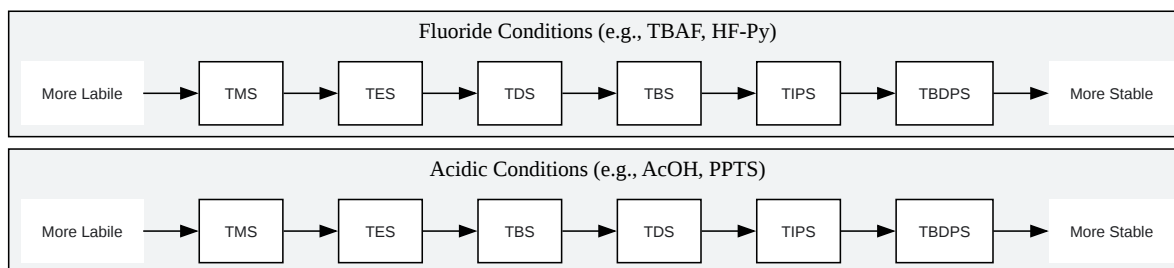 Fluoride Conditions (e.g., TBAF, HF-Py)
More Labile TMS TES TDS TBS TIPS TBDPS More Stable
Acidic Conditions (e.g., AcOH, PPTS)
More Labile TMS TES TBS TDS TIPS TBDPS More Stable